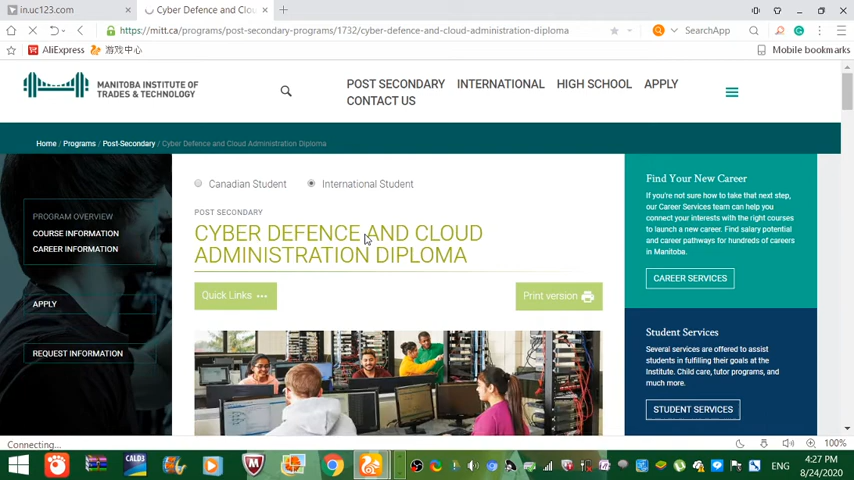 in.uc123.com
Cyber Defence and Clou
https://mitt.ca/programs/post-secondary-programs/1732/cyber-defence-and-cloud-administration-diploma
SearchApp
AliExpress
游戏中心
Mobile bookmarks
MANITOBA INSTITUTE OF
TRADES & TECHNOLOGY
POST SECONDARY
INTERNATIONAL
HIGH SCHOOL
APPLY
CONTACT US
Home / Programs / Post-Secondary / Cyber Defence and Cloud Administration Diploma
PROGRAM OVERVIEW
COURSE INFORMATION
CAREER INFORMATION
APPLY
REQUEST INFORMATION
Canadian Student
International Student
POST SECONDARY
CYBER DEFENCE AND CLOUD
ADMINISTRATION DIPLOMA
Quick Links
Print version
Find Your New Career
If you're not sure how to take that next step,
our Career Services team can help you
connect your interests with the right courses
to launch a new career. Find salary potential
and career pathways for hundreds of careers
in Manitoba.
CAREER SERVICES
Student Services
Several services are offered to assist
students in fulfilling their goals at the
Institute. Child care, tutor programs, and
much more.
STUDENT SERVICES
Connecting...
100%
CALD3
ENG
4:27 PM
8/24/2020